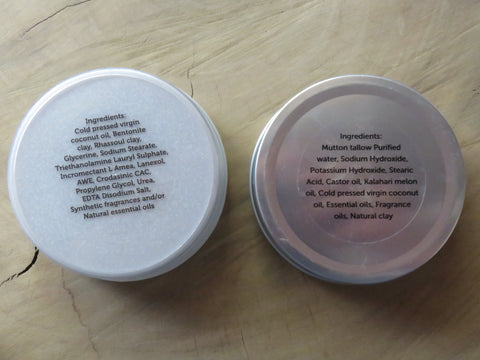 Ingredients:
Cold pressed virgin
coconut oil, Bentonite
clay, Rhassoul clay,
Glycerine, Sodium Stearate,
Triethanolamine Lauryl Sulphate,
Incromectant L Amea, Lanexol,
AWE, Crodasinic CAC,
Propylene Glycol, Urea,
EDTA Disodium Salt,
Synthetic fragrances and/or
Natural essential oils
Ingredients:
Mutton tallow Purified
water, Sodium Hydroxide,
Potassium Hydroxide, Stearic
Acid, Castor oil, Kalahari melon
oil, Cold pressed virgin coconut
oil, Essential oils, Fragrance
oils, Natural clay